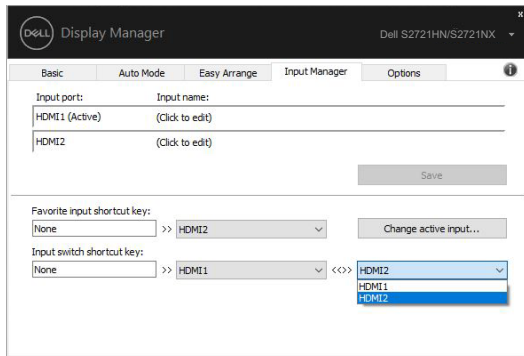 DELL Display Manager
Dell S2721HN/S2721NX
Basic Auto Mode Easy Arrange Input Manager Options
Input port: Input name:
HDMI1 (Active) (Click to edit)
HDMI2 (Click to edit)
Save
Favorite input shortcut key:
None >> HDMI2 Change active input...
Input switch shortcut key:
None >> HDMI1 <<>> HDMI2
HDMI1
HDMI2